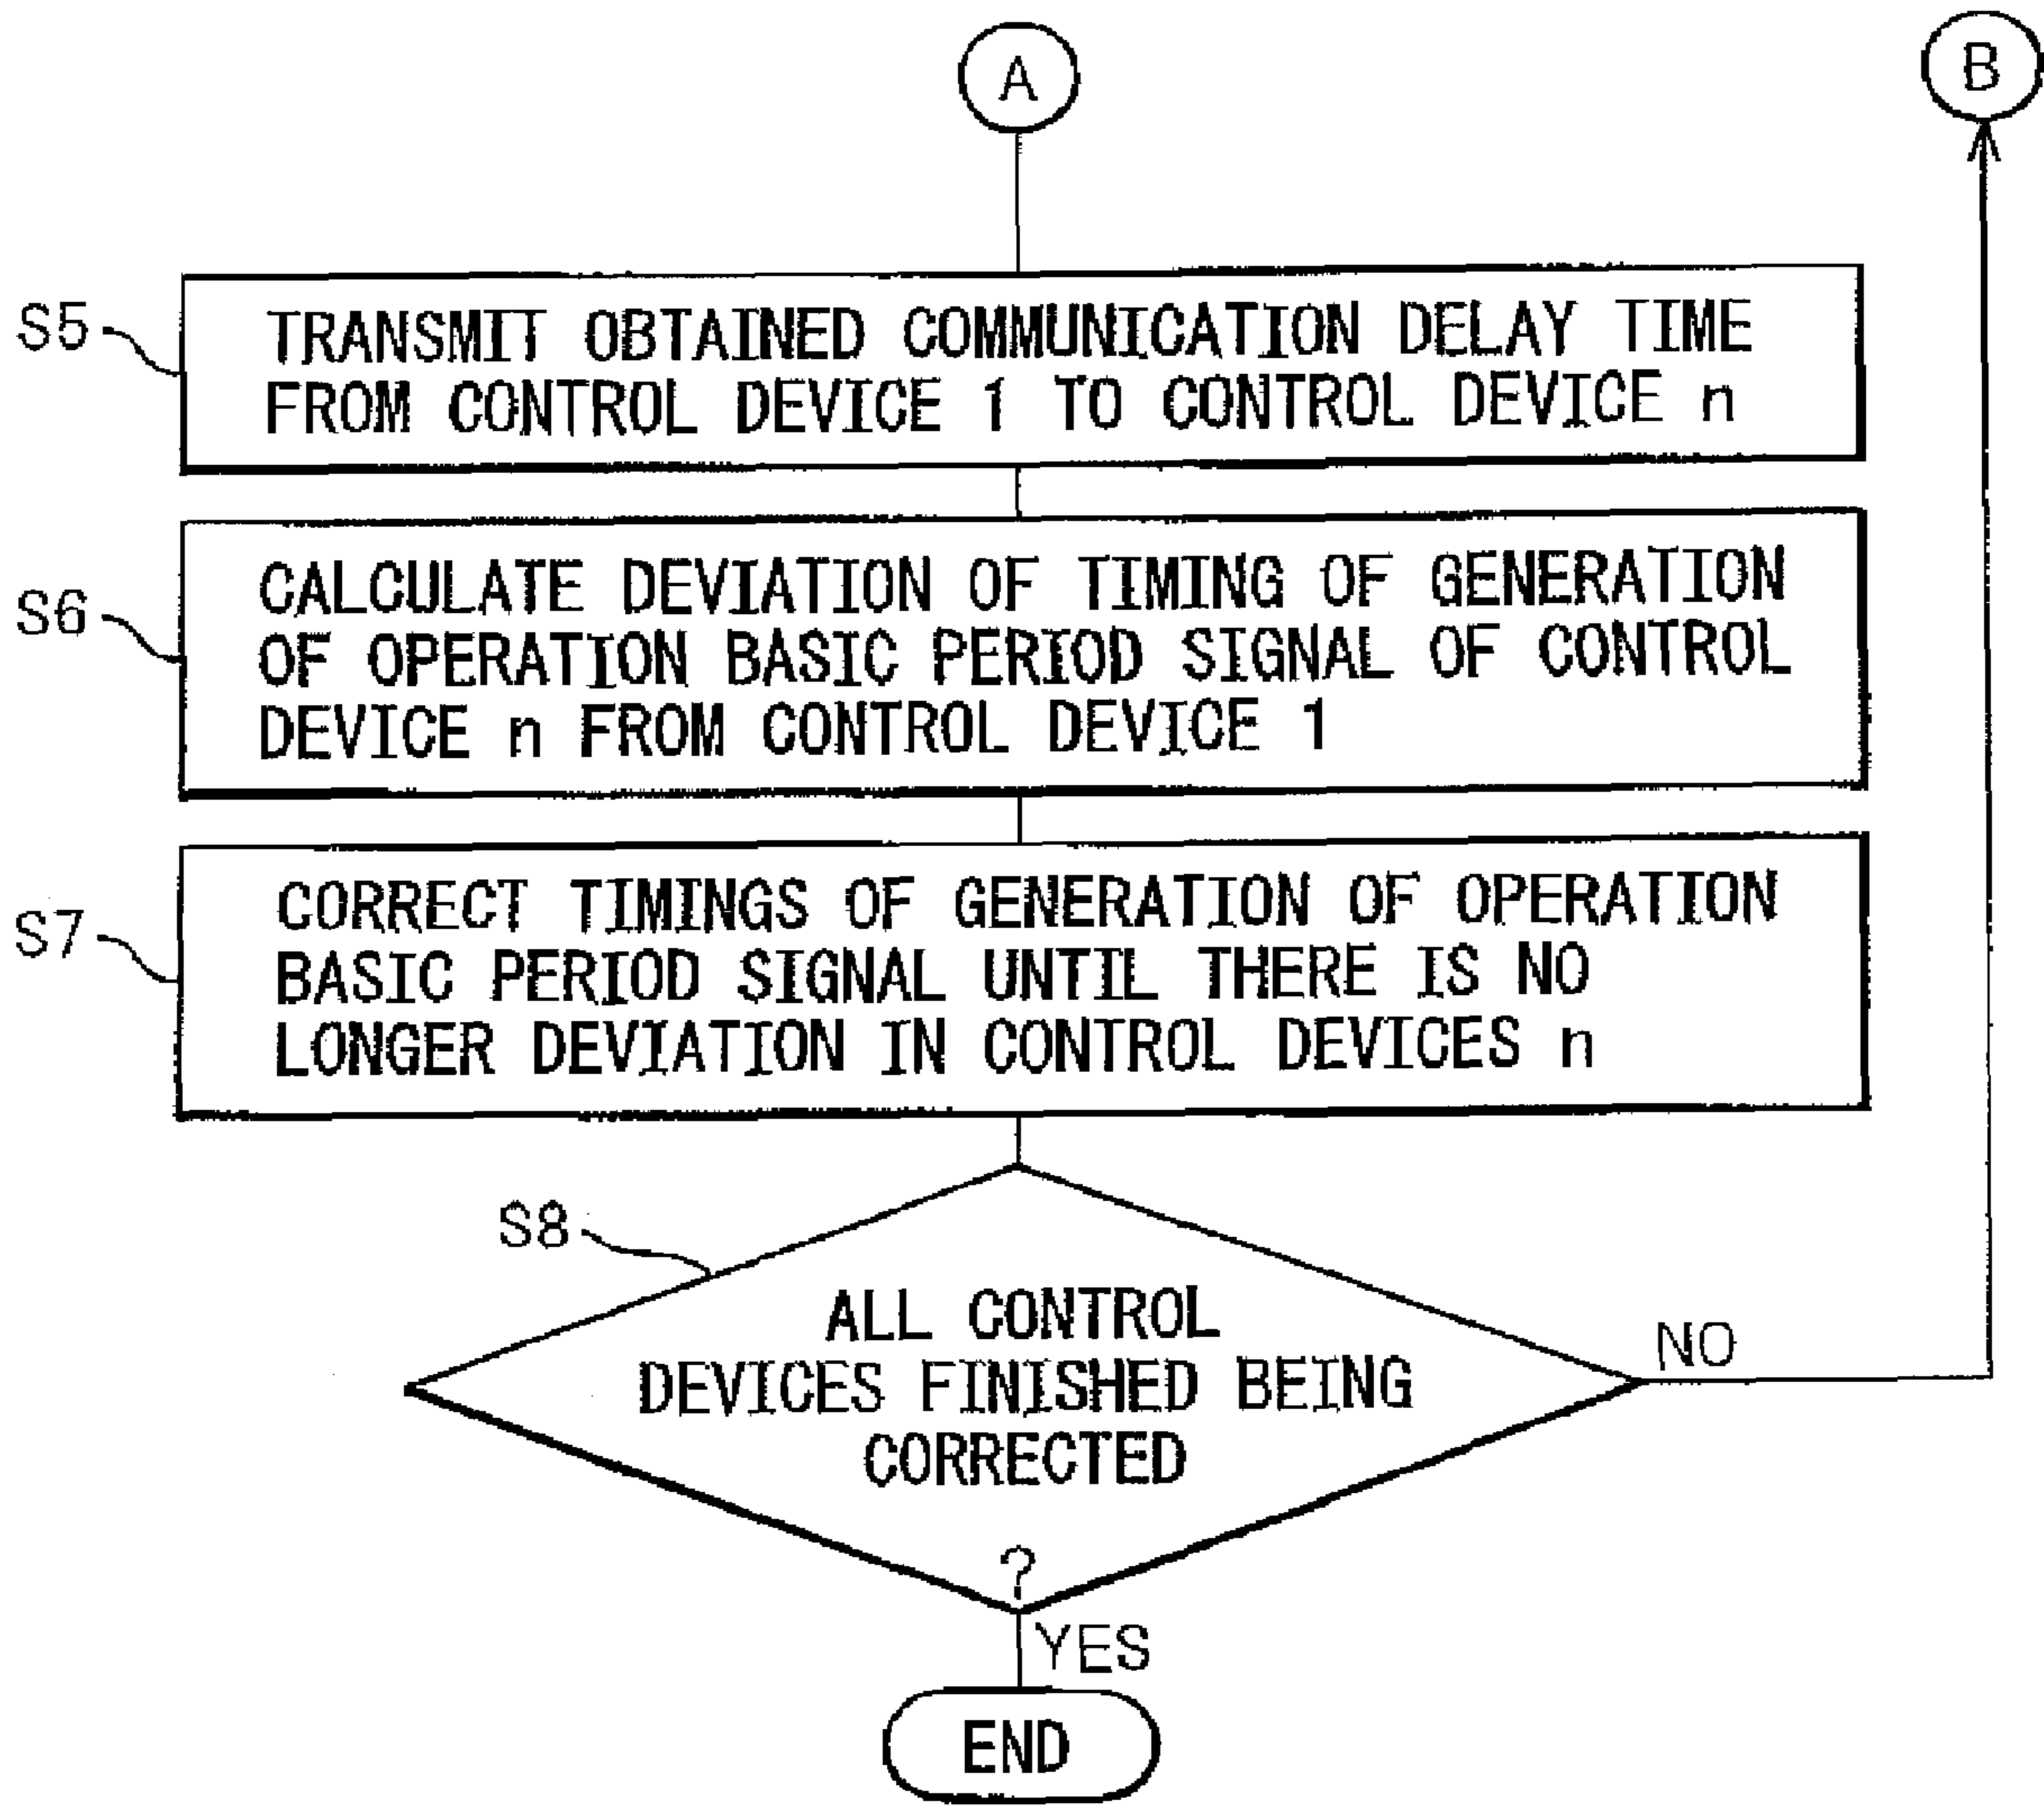 A
B
S5
TRANSMIT OBTAINED COMMUNICATION DELAY TIME
FROM CONTROL DEVICE 1 TO CONTROL DEVICE n
S6
CALCULATE DEVIATION OF TIMING OF GENERATION
OF OPERATION BASIC PERIOD SIGNAL OF CONTROL
DEVICE n FROM CONTROL DEVICE 1
S7
CORRECT TIMINGS OF GENERATION OF OPERATION
BASIC PERIOD SIGNAL UNTIL THERE IS NO
LONGER DEVIATION IN CONTROL DEVICES n
S8
ALL CONTROL
DEVICES FINISHED BEING
CORRECTED
?
NO
YES
END